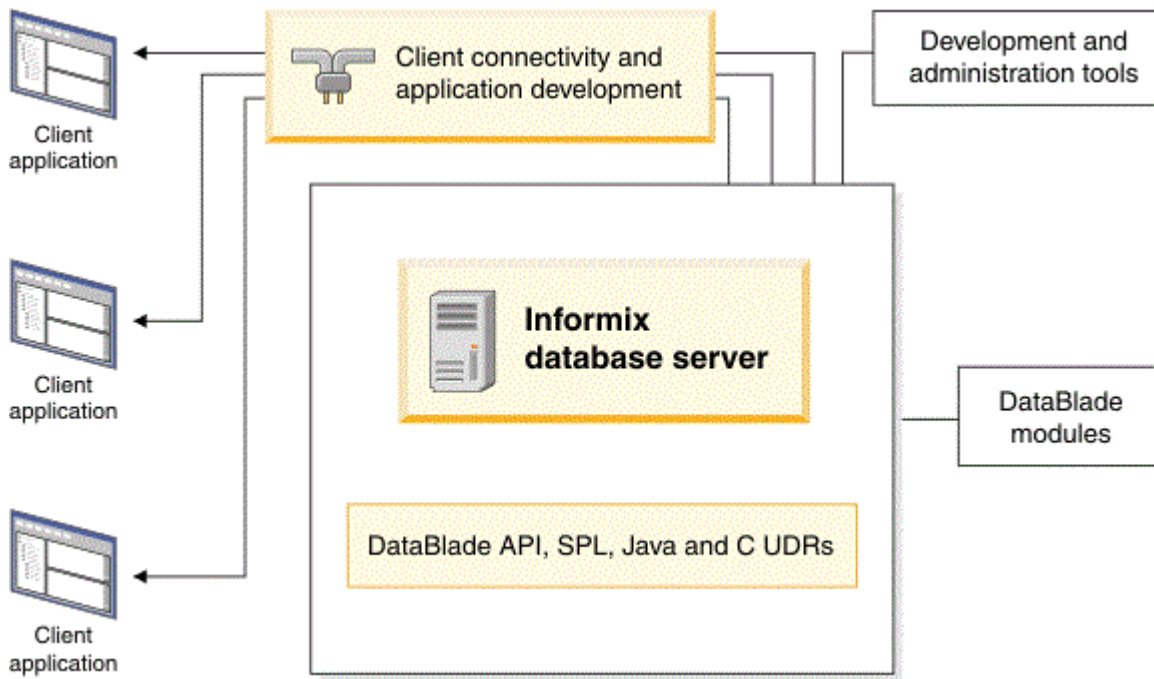 Client connectivity and
application development
Development and
administration tools
Client
application
Informix
database server
Client
application
DataBlade
modules
DataBlade API, SPL, Java and C UDRs
Client
application